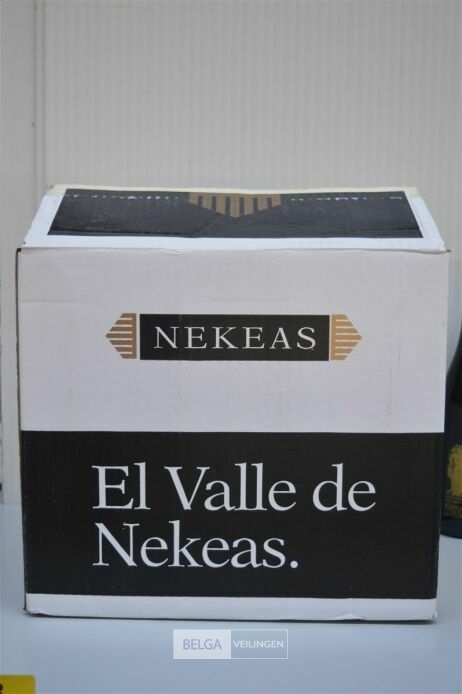 NEKEAS
El Valle de
Nekeas.
BELGA VEILINGEN